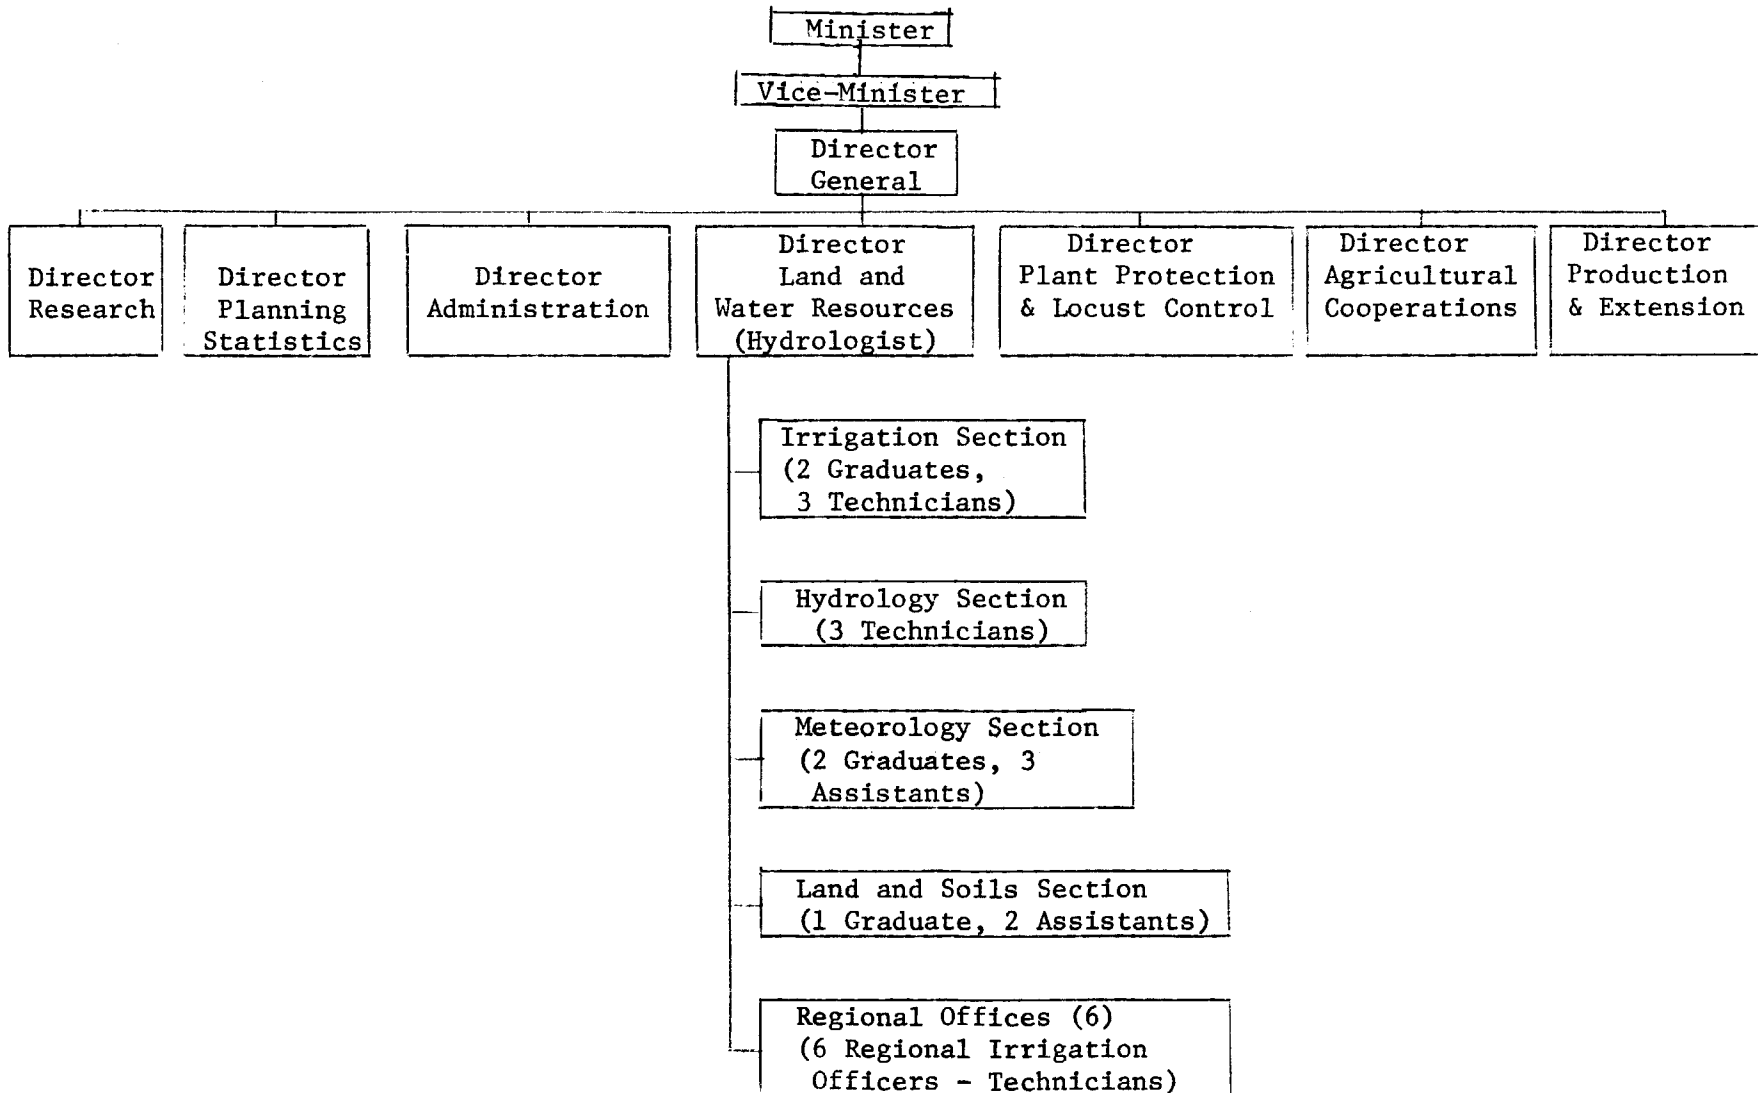 Minister
Vice-Minister
Director
General
Director
Research
Director
Planning
Statistics
Director
Administration
Director
Land and
Water Resources
(Hydrologist)
Director
Plant Protection
& Locust Control
Director
Agricultural
Cooperations
Director
Production
& Extension
Irrigation Section
(2 Graduates,
3 Technicians)
Hydrology Section
(3 Technicians)
Meteorology Section
(2 Graduates, 3
Assistants)
Land and Soils Section
(1 Graduate, 2 Assistants)
Regional Offices (6)
(6 Regional Irrigation
Officers - Technicians)